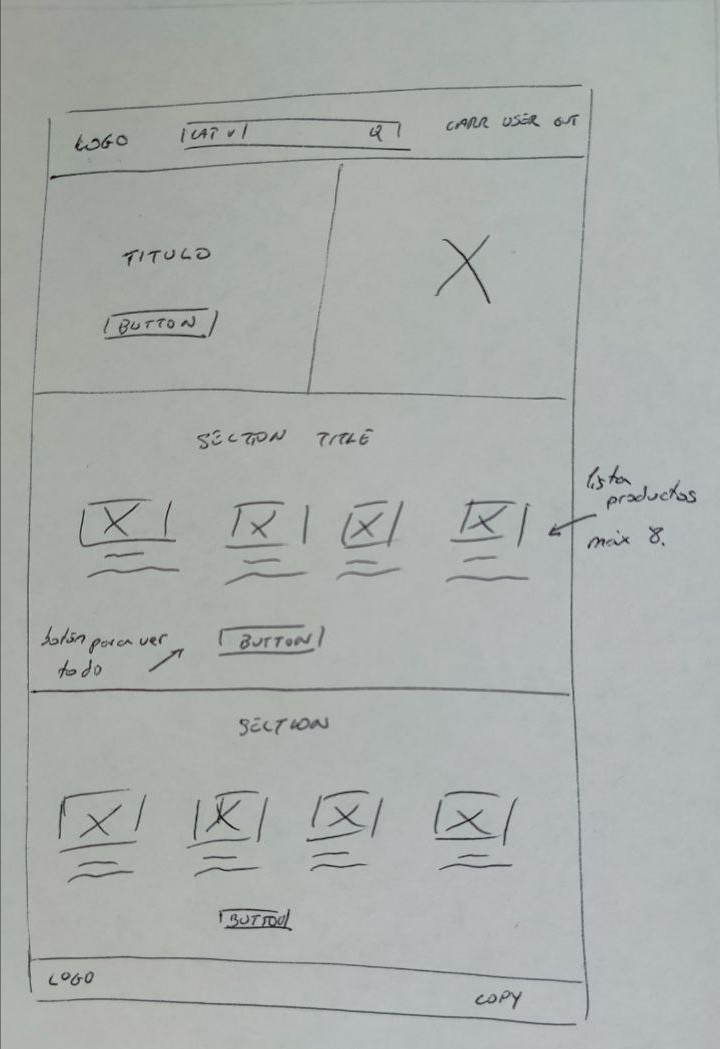 LOGO
CAT V
Q
CARR USER OUT
TITULO
BUTTON
SECTION TITLE
lista
productos
máx 8.
botón para ver
todo
BUTTON
SECTION
BUTTON
LOGO
COPY